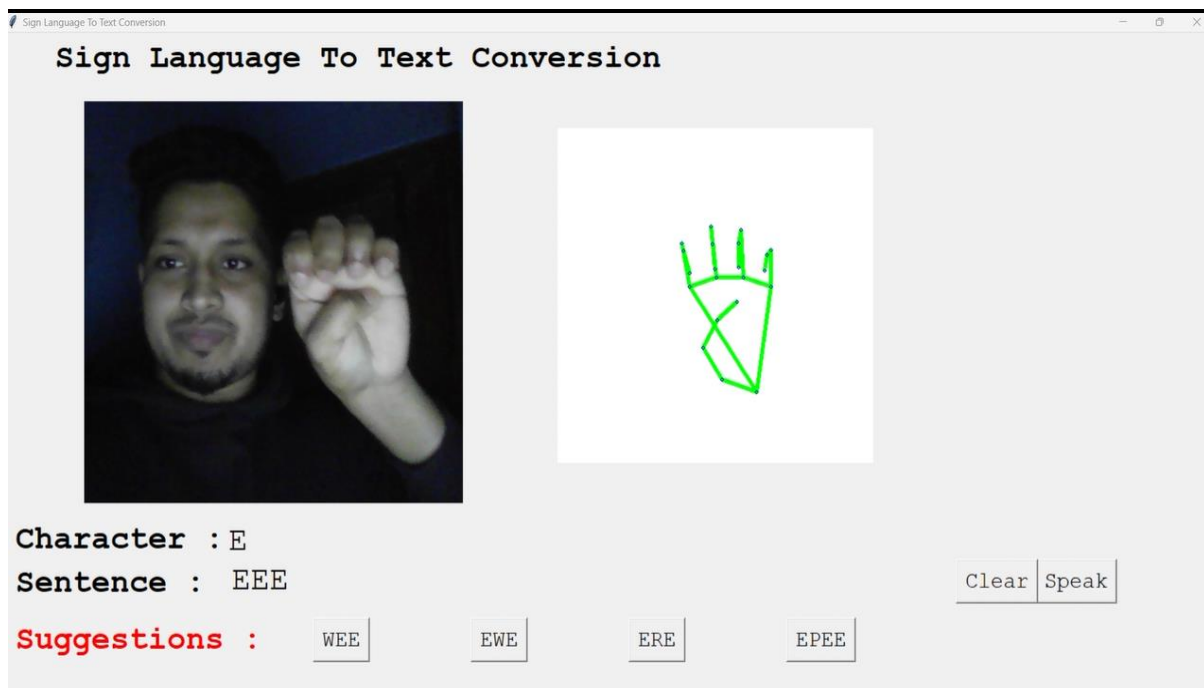 Sign Language To Text Conversion
Sign Language To Text Conversion
Character : E
Sentence : EEE
Clear Speak
Suggestions : WEE EWE ERE EPEE